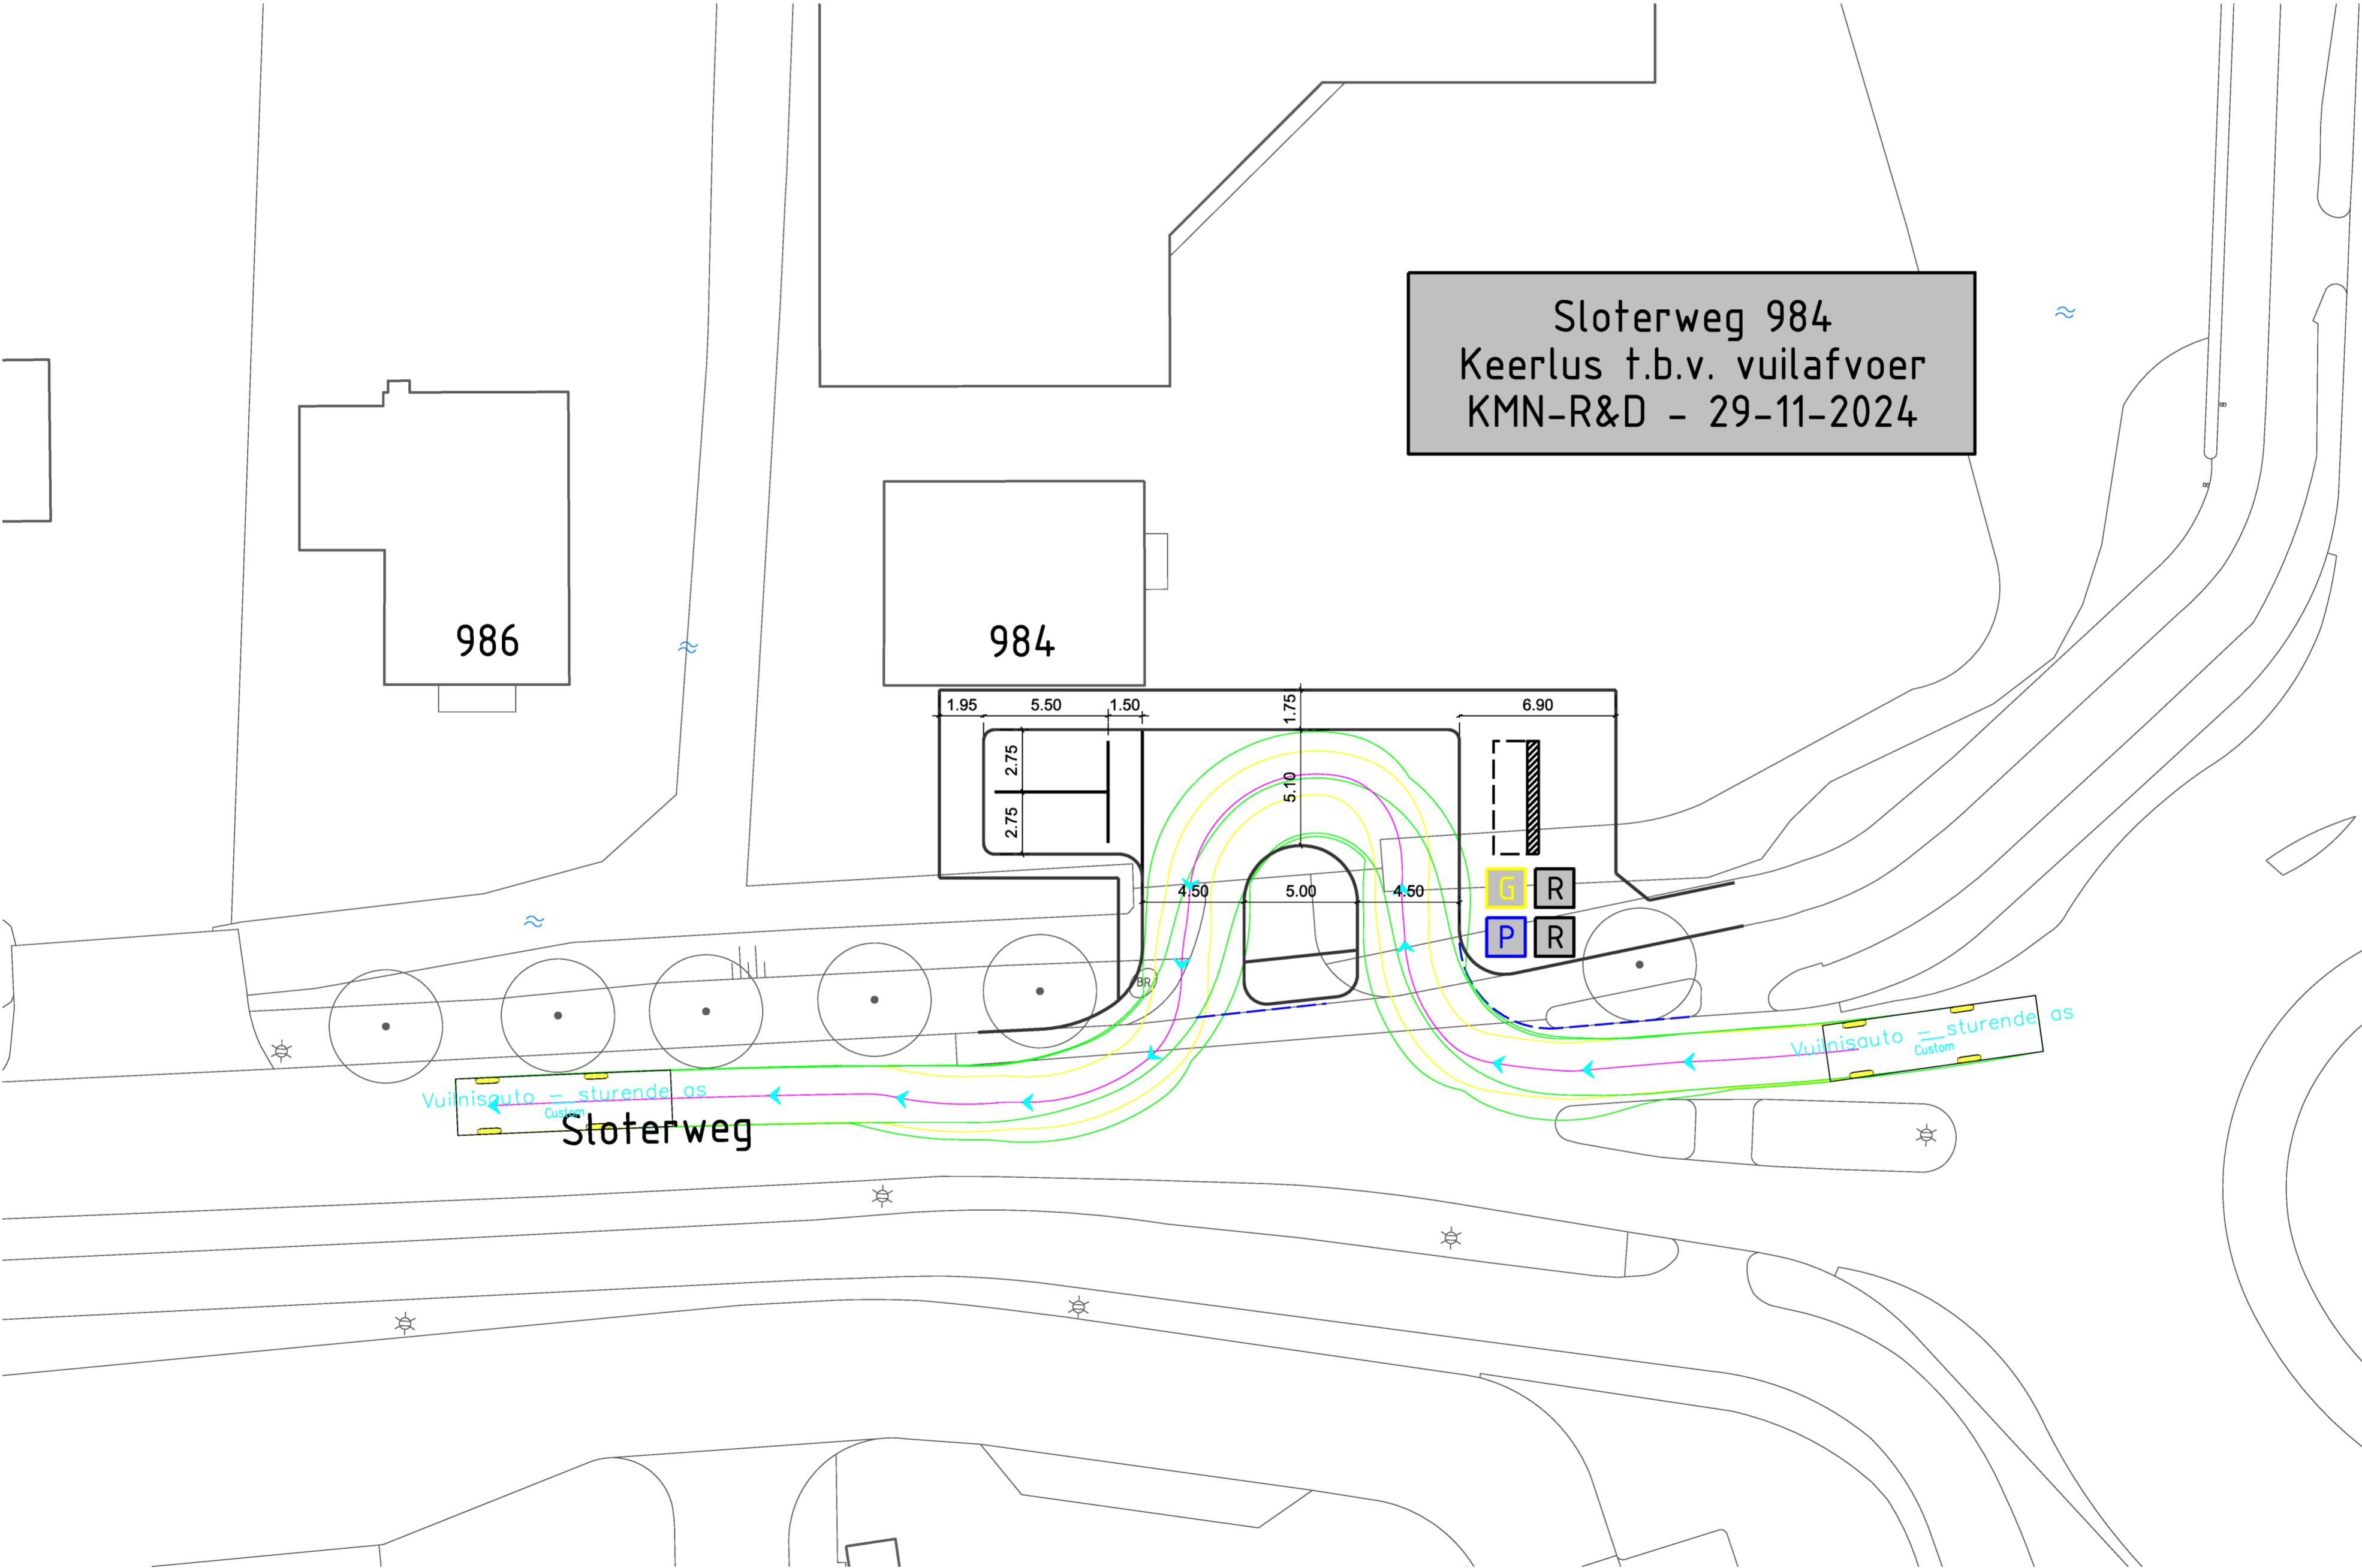 Sloterweg 984
Keerlus t.b.v. vuilafvoer
KMN-R&D - 29-11-2024
986
984
1.95
5.50
1.50
1.75
6.90
2.75
5.10
2.75
G
R
4.50
5.00
4.50
P
R
BR
Vuilnisauto - sturende as
Custom
Vuilnisauto - sturende as
Custom
Sloterweg